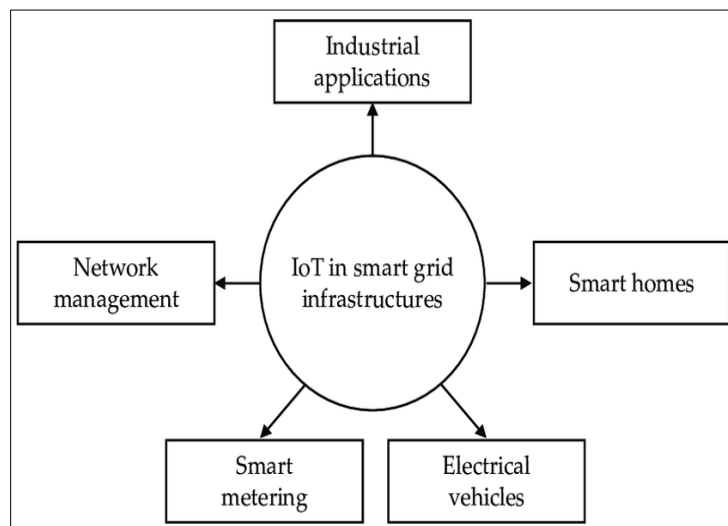 Industrial
applications
Network
management
IoT in smart grid
infrastructures
Smart homes
Smart
metering
Electrical
vehicles